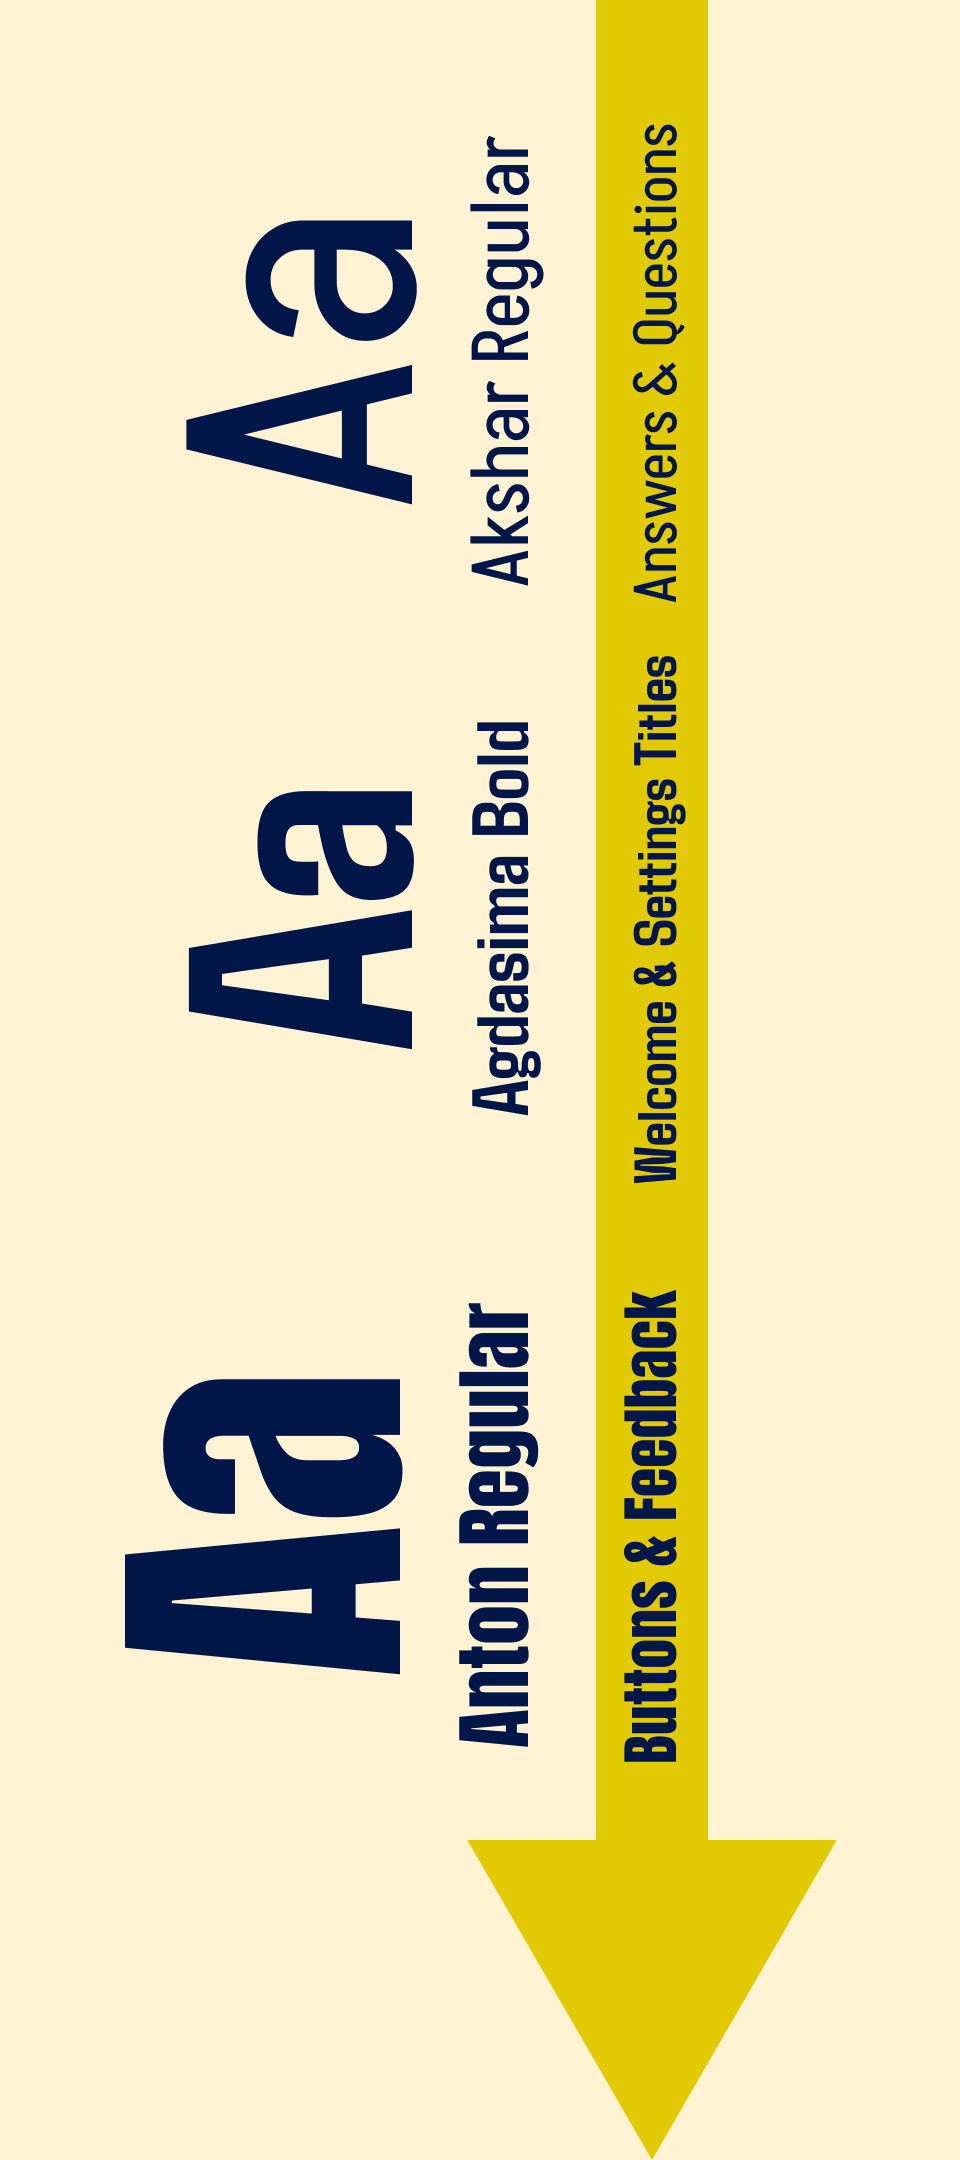 Aa
Anton Regular
Buttons & Feedback
Aa
Agdasima Bold
Welcome & Settings Titles
Aa
Akshar Regular
Answers & Questions